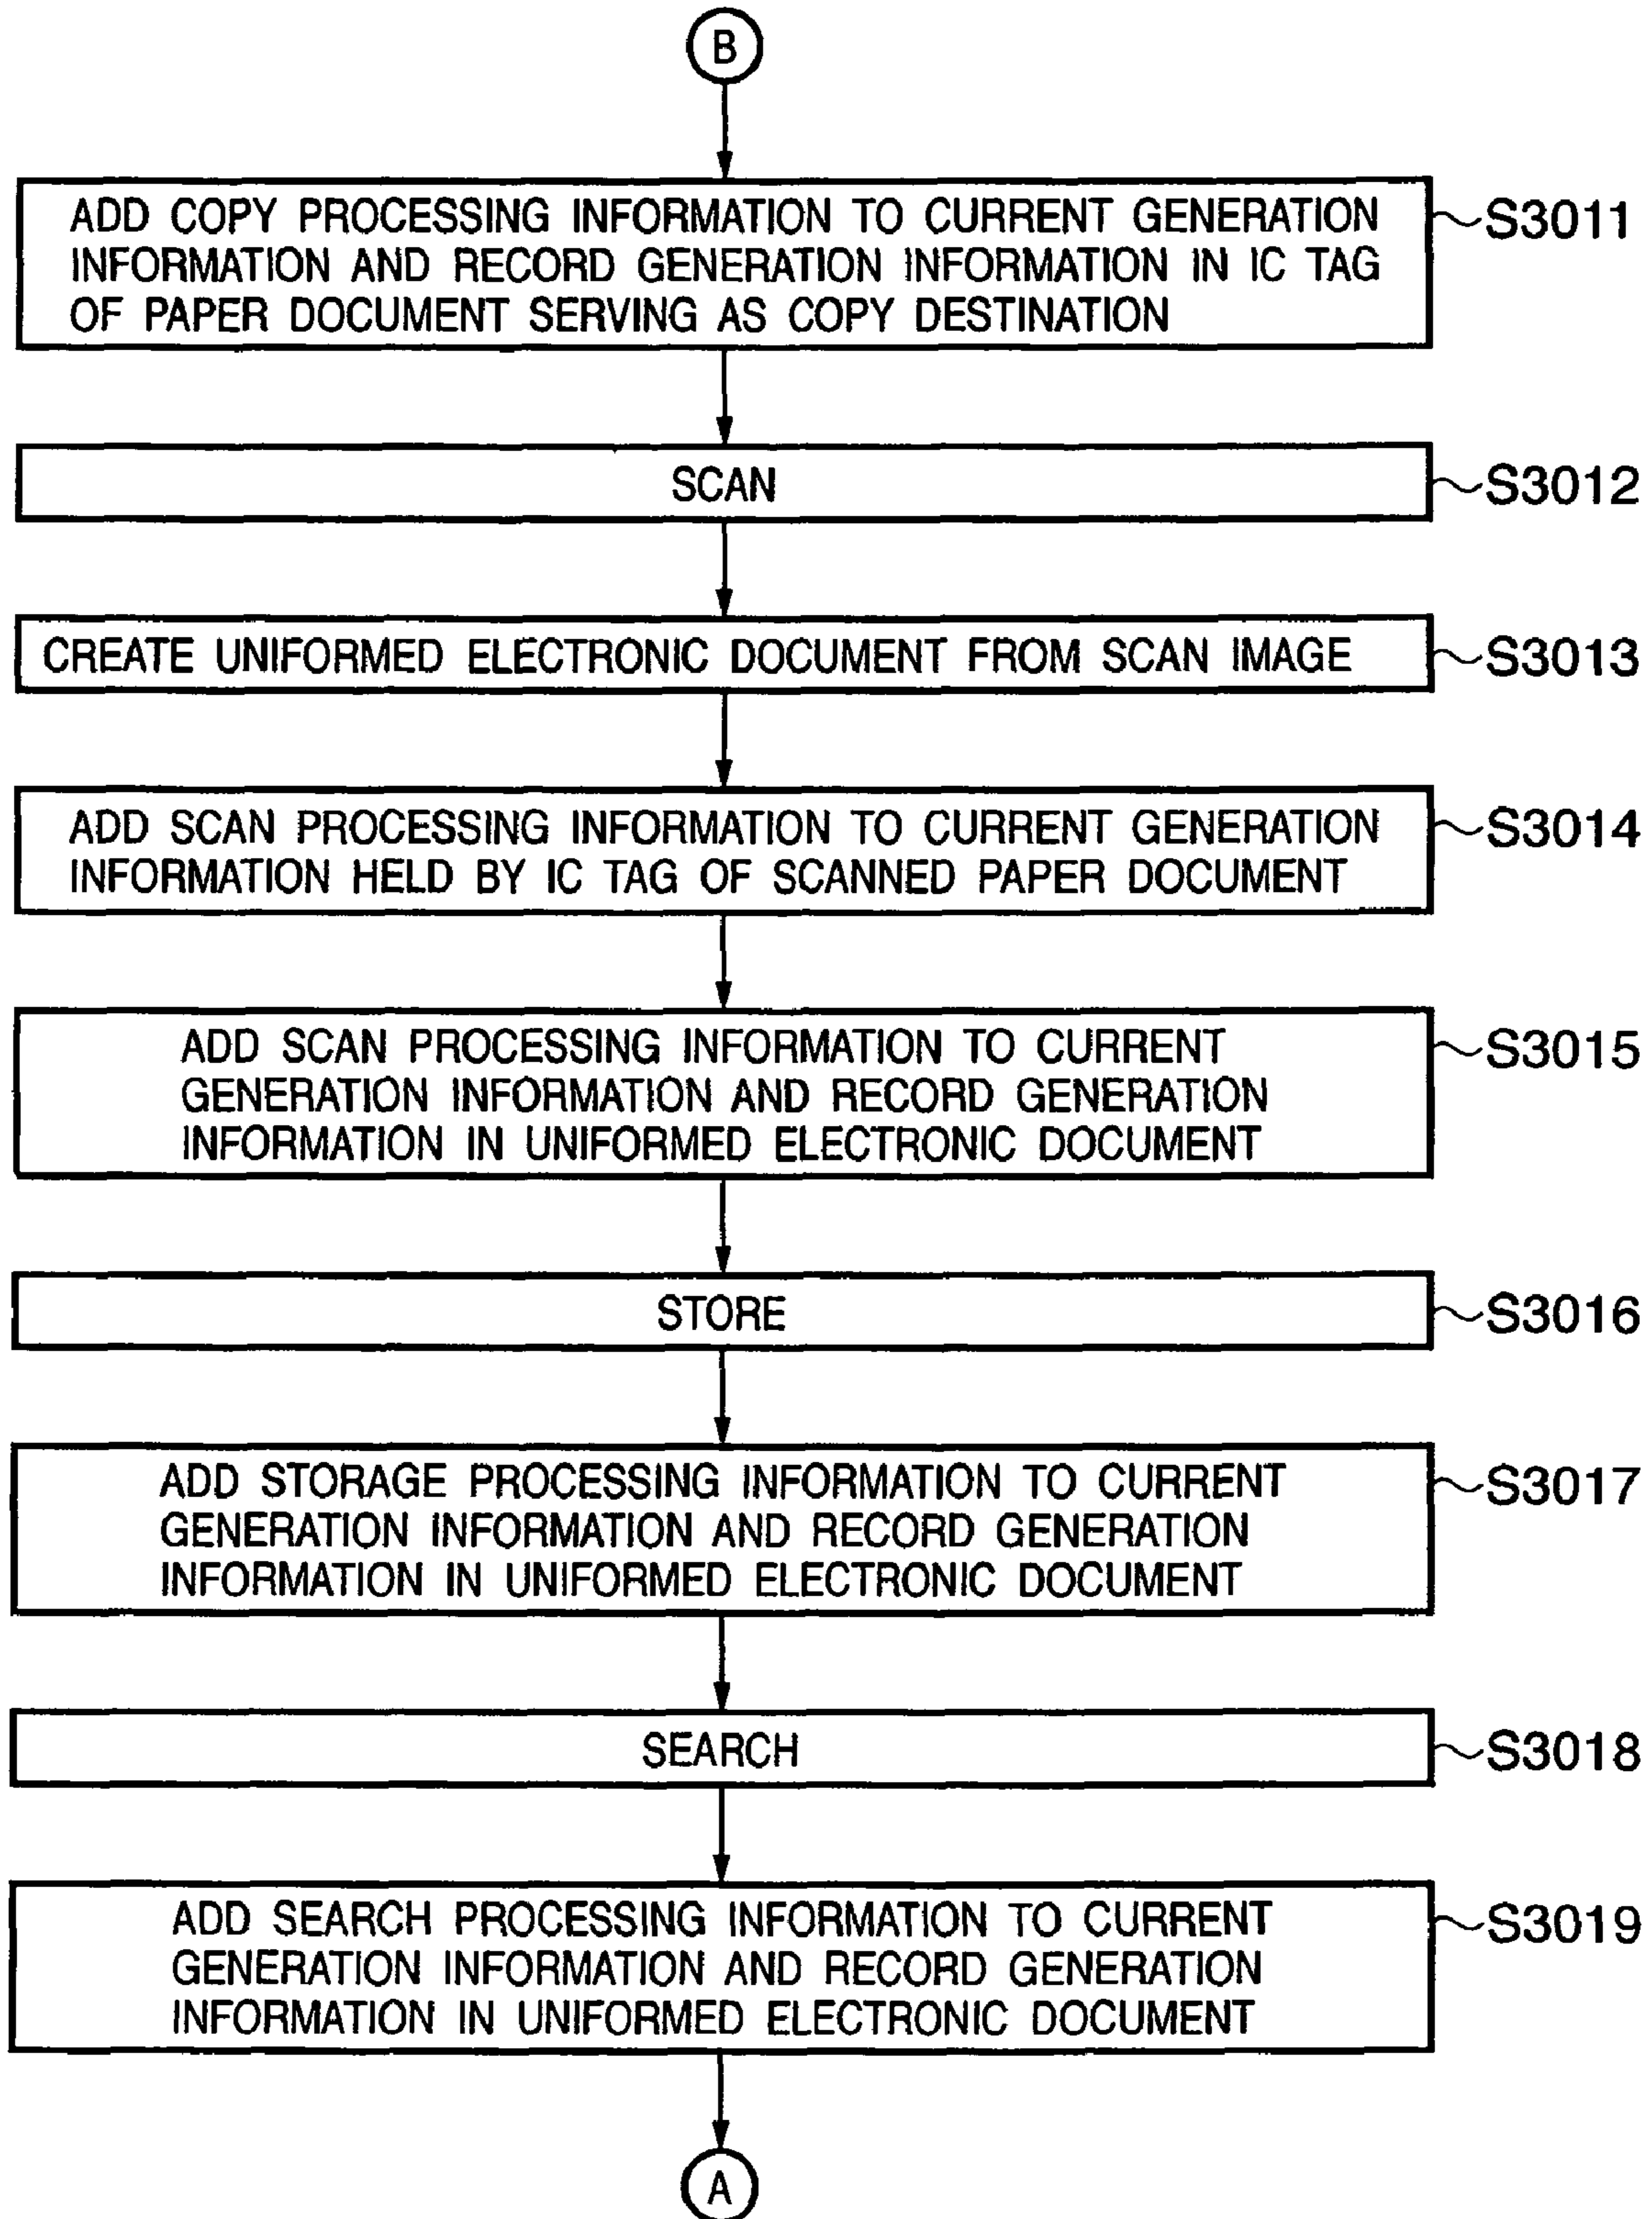 B
ADD COPY PROCESSING INFORMATION TO CURRENT GENERATION
INFORMATION AND RECORD GENERATION INFORMATION IN IC TAG
OF PAPER DOCUMENT SERVING AS COPY DESTINATION
S3011
SCAN
S3012
CREATE UNIFORMED ELECTRONIC DOCUMENT FROM SCAN IMAGE
S3013
ADD SCAN PROCESSING INFORMATION TO CURRENT GENERATION
INFORMATION HELD BY IC TAG OF SCANNED PAPER DOCUMENT
S3014
ADD SCAN PROCESSING INFORMATION TO CURRENT
GENERATION INFORMATION AND RECORD GENERATION
INFORMATION IN UNIFORMED ELECTRONIC DOCUMENT
S3015
STORE
S3016
ADD STORAGE PROCESSING INFORMATION TO CURRENT
GENERATION INFORMATION AND RECORD GENERATION
INFORMATION IN UNIFORMED ELECTRONIC DOCUMENT
S3017
SEARCH
S3018
ADD SEARCH PROCESSING INFORMATION TO CURRENT
GENERATION INFORMATION AND RECORD GENERATION
INFORMATION IN UNIFORMED ELECTRONIC DOCUMENT
S3019
A